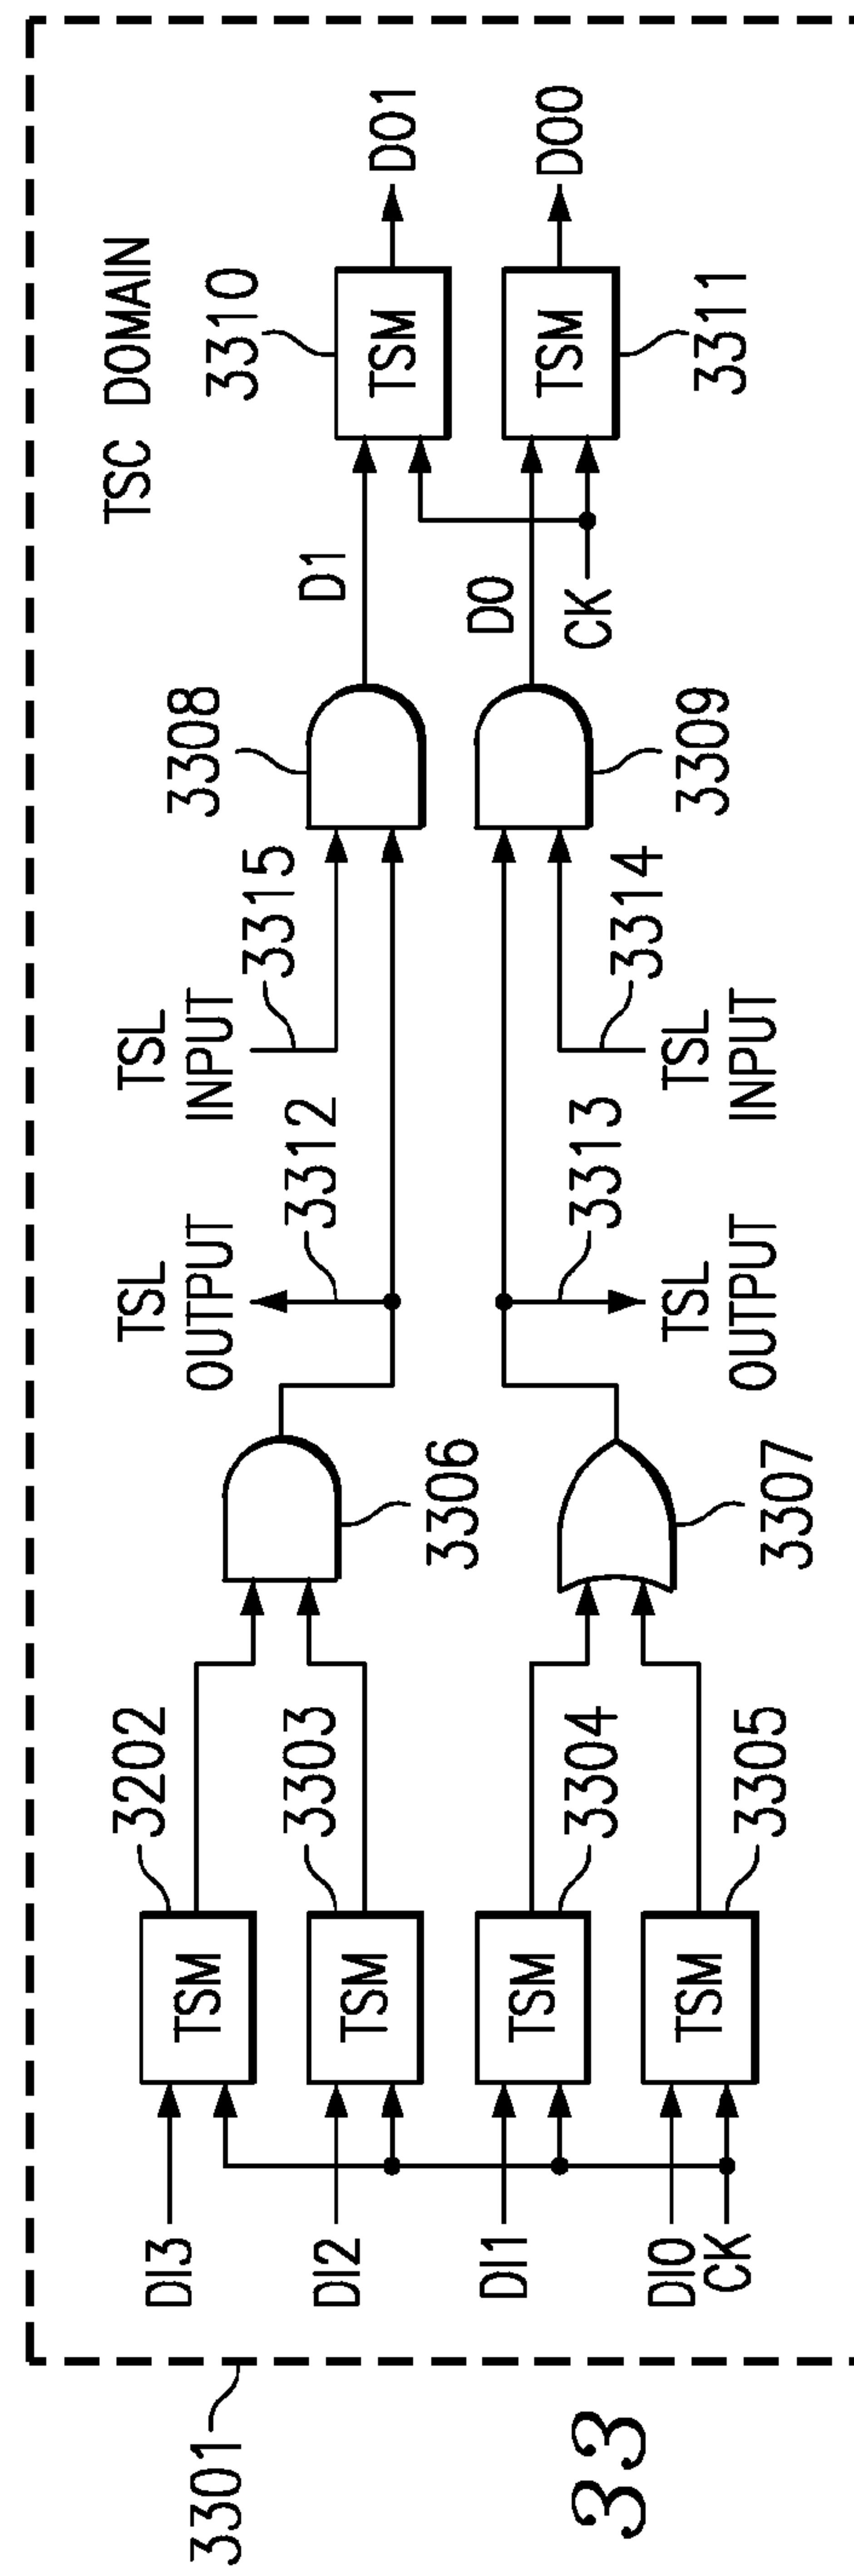 TSC DOMAIN
3202
DI3
TSM
3306
TSL
OUTPUT
3312
TSL
INPUT
3315
3308
D1
3310
TSM
DO1
3303
DI2
TSM
3304
DI1
TSM
3307
3313
TSL
OUTPUT
3314
TSL
INPUT
3309
D0
CK
TSM
3311
DO0
3305
DI0
CK
TSM
3301
33